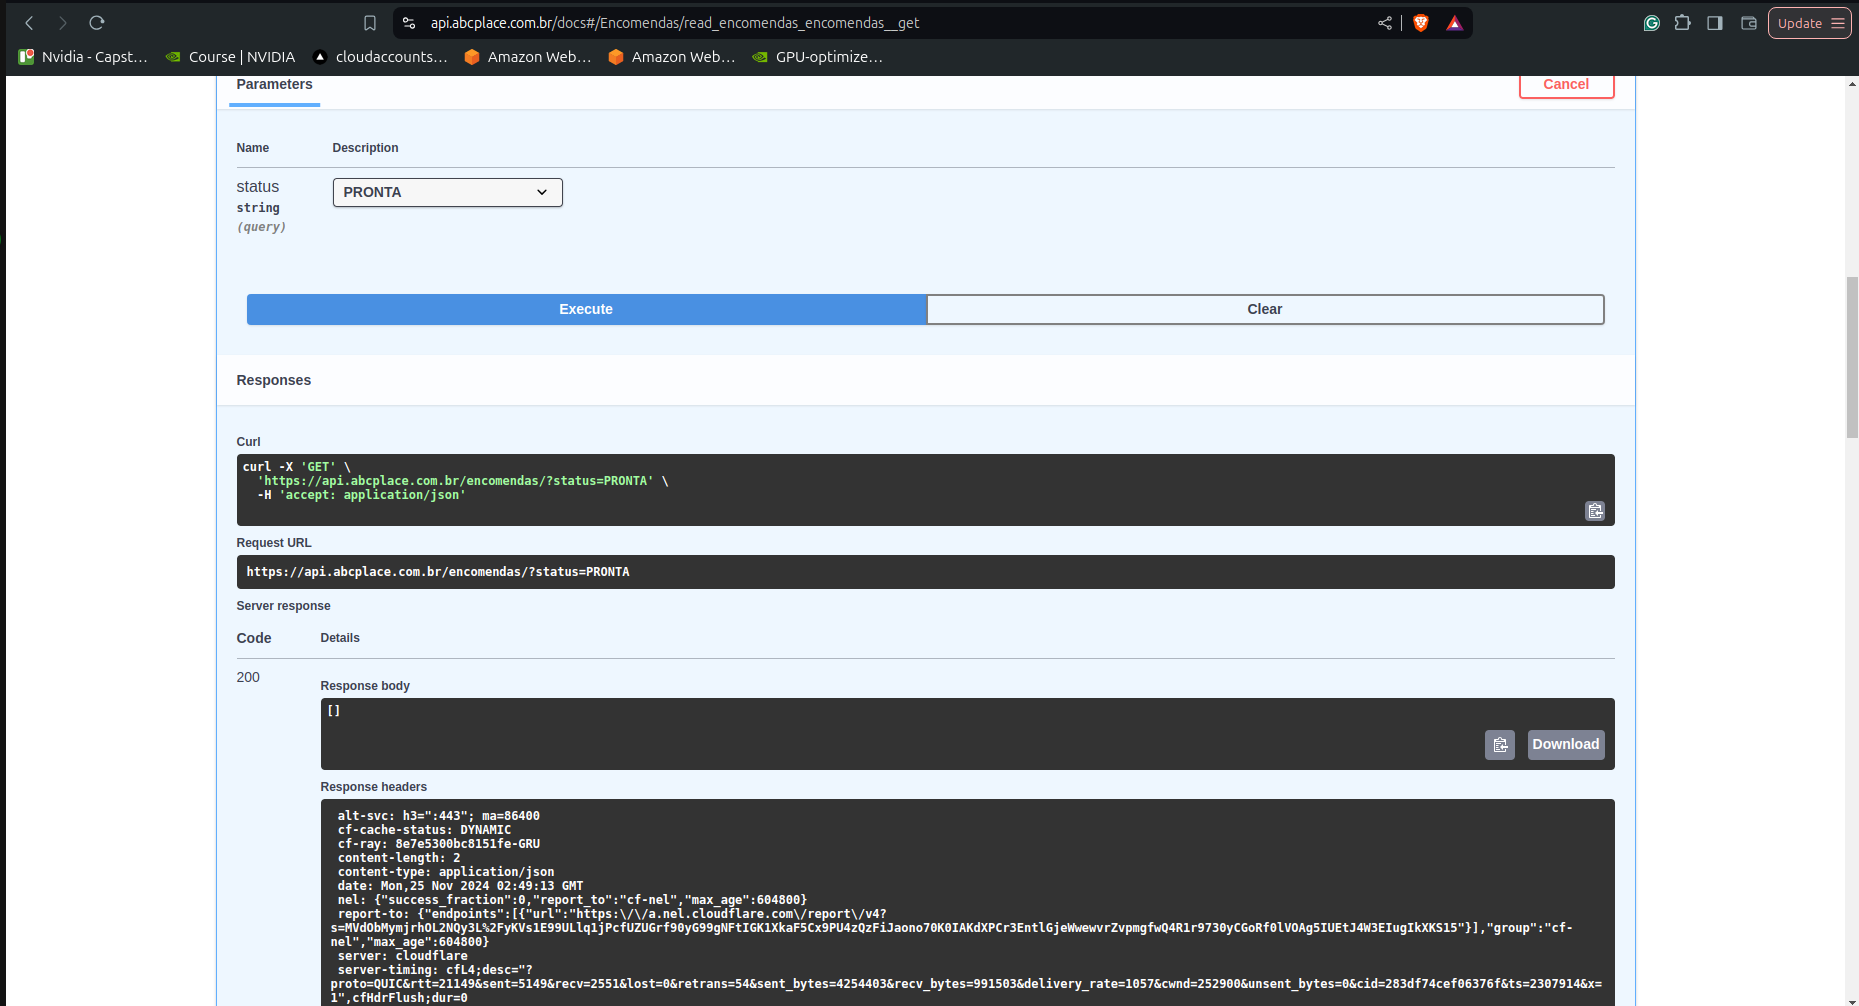 api.abcplace.com.br/docs#/Encomendas/read_encomendas_encomendas__get
Update
Nvidia - Capst…
Course | NVIDIA
cloudaccounts…
Amazon Web…
Amazon Web…
GPU-optimize…
Parameters
Cancel
Name
Description
status
string
(query)
PRONTA
Execute
Clear
Responses
Curl
curl -X 'GET' \
'https://api.abcplace.com.br/encomendas/?status=PRONTA' \
-H 'accept: application/json'
Request URL
https://api.abcplace.com.br/encomendas/?status=PRONTA
Server response
Code
Details
200
Response body
[]
Download
Response headers
alt-svc: h3=":443"; ma=86400
cf-cache-status: DYNAMIC
cf-ray: 8e7e5300bc8151fe-GRU
content-length: 2
content-type: application/json
date: Mon,25 Nov 2024 02:49:13 GMT
nel: {"success_fraction":0,"report_to":"cf-nel","max_age":604800}
report-to: {"endpoints":[{"url":"https:\/\/a.nel.cloudflare.com\/report\/v4?
s=MVdObMymjrhOL2NQy3L%2FyKVs1E99ULlq1jPcfUZUGrf90yG99gNFtIGK1XkaF5Cx9PU4zQzFiJaono70K0IAKdXPCr3EntlGjeWwewvrZvpmgfwQ4R1r9730yCGoRf0lVOAg5IUEtJ4W3EIugIkXKS15"}],"group":"cf-
nel","max_age":604800}
server: cloudflare
server-timing: cfL4;desc="?
proto=QUIC&rtt=21149&sent=5149&recv=2551&lost=0&retrans=54&sent_bytes=4254403&recv_bytes=991503&delivery_rate=1057&cwnd=252900&unsent_bytes=0&cid=283df74cef06376f&ts=2307914&x=
1",cfHdrFlush;dur=0